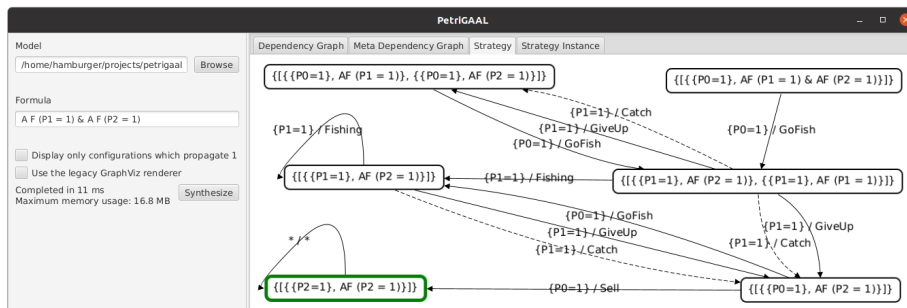 PetriGAAL
Model
/home/hamburger/projects/petrigaal
Browse
Formula
A F (P1 = 1) & A F (P2 = 1)
Display only configurations which propagate 1
Use the legacy GraphViz renderer
Completed in 11 ms
Maximum memory usage: 16.8 MB
Synthesize
Dependency Graph
Meta Dependency Graph
Strategy
Strategy Instance
{[{{P0=1}, AF (P1 = 1)}, {{P0=1}, AF (P2 = 1)}]}
{[{{P0=1}, AF (P1 = 1) & AF (P2 = 1)}]}
{P1=1} / Catch
{P1=1} / GiveUp
{P0=1} / GoFish
{P0=1} / GoFish
{P1=1} / Fishing
{[{{P1=1}, AF (P2 = 1)}]}
{P1=1} / Fishing
{[{{P1=1}, AF (P2 = 1)}, {{P1=1}, AF (P1 = 1)}]}
{P0=1} / GoFish
{P1=1} / GiveUp
{P1=1} / Catch
{P1=1} / GiveUp
{P1=1} / Catch
* / *
{[{{P2=1}, AF (P2 = 1)}]}
{P0=1} / Sell
{[{{P0=1}, AF (P2 = 1)}]}